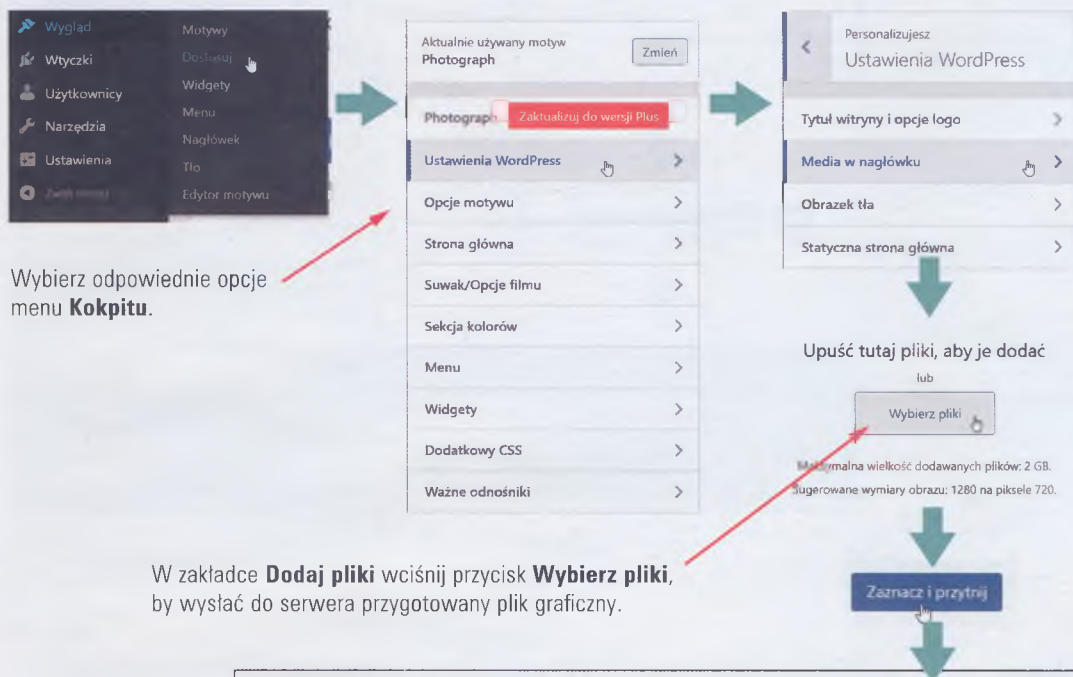 Wygląd
Wtyczki
Użytkownicy
Narzędzia
Ustawienia
Zwiń menu
Motywy
Dostosuj
Widgety
Menu
Nagłówek
Tło
Edytor motywu
Wybierz odpowiednie opcje
menu Kokpitu.
Aktualnie używany motyw
Photograph
Zmień
Photograph
Zaktualizuj do wersji Plus
Ustawienia WordPress
Opcje motywu
Strona główna
Suwak/Opcje filmu
Sekcja kolorów
Menu
Widgety
Dodatkowy CSS
Ważne odnośniki
Personalizujesz
Ustawienia WordPress
Tytuł witryny i opcje logo
Media w nagłówku
Obrazek tła
Statyczna strona główna
Upuść tutaj pliki, aby je dodać
lub
Wybierz pliki
Maksymalna wielkość dodawanych plików: 2 GB.
Sugerowane wymiary obrazu: 1280 na piksele 720.
W zakładce Dodaj pliki wciśnij przycisk Wybierz pliki,
by wysłać do serwera przygotowany plik graficzny.
Zaznacz i przytnij